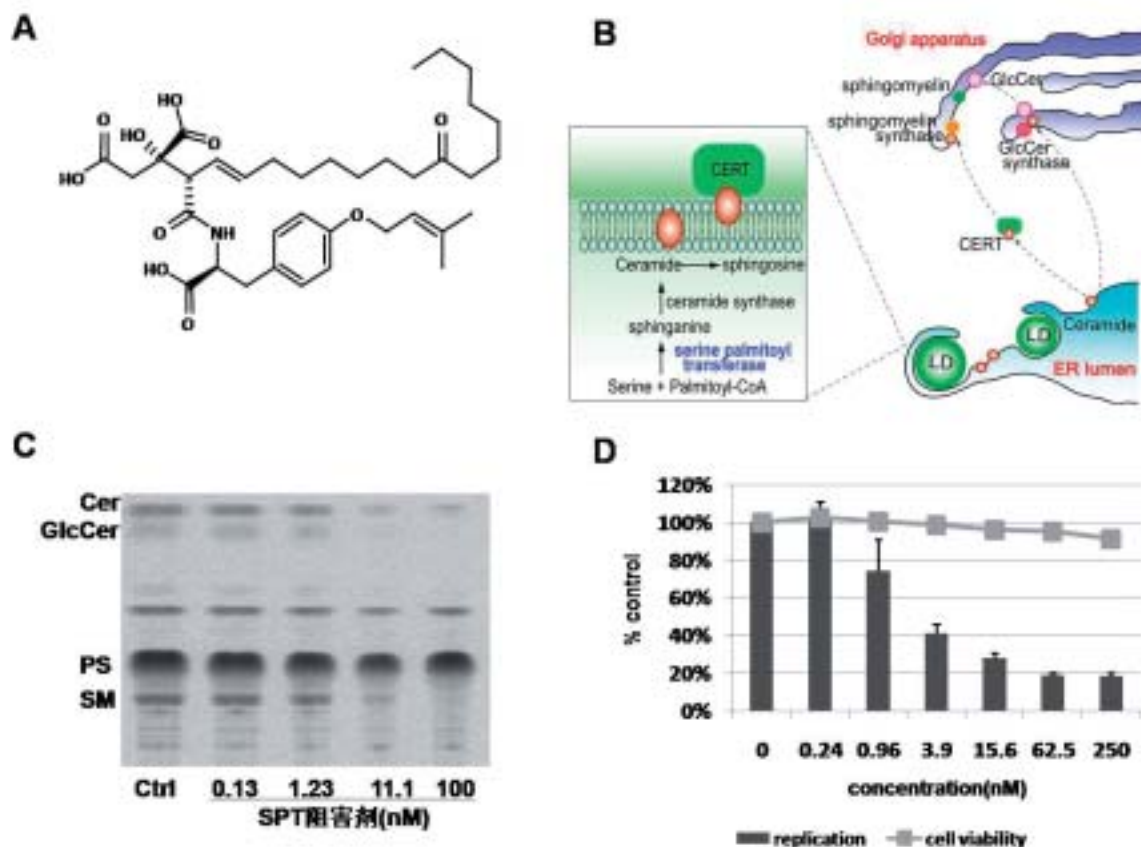 A
HO
O
HO
HO
O
O
HO
O
O
NH
HO
O
O
B
Golgi apparatus
sphingomyelin
GlcCer
sphingomyelin
synthase
GlcCer
synthase
CERT
CERT
Ceramide
sphingosine
ceramide synthase
sphinganine
serine palmitoyl
transferase
Serine + Palmitoyl-CoA
Ceramide
LD
LD
ER lumen
C
Cer
GlcCer
PS
SM
Ctrl 0.13 1.23 11.1 100
SPT阻害剤(nM)
D
120%
100%
80%
60%
40%
20%
0%
% control
0 0.24 0.96 3.9 15.6 62.5 250
concentration(nM)
replication cell viability